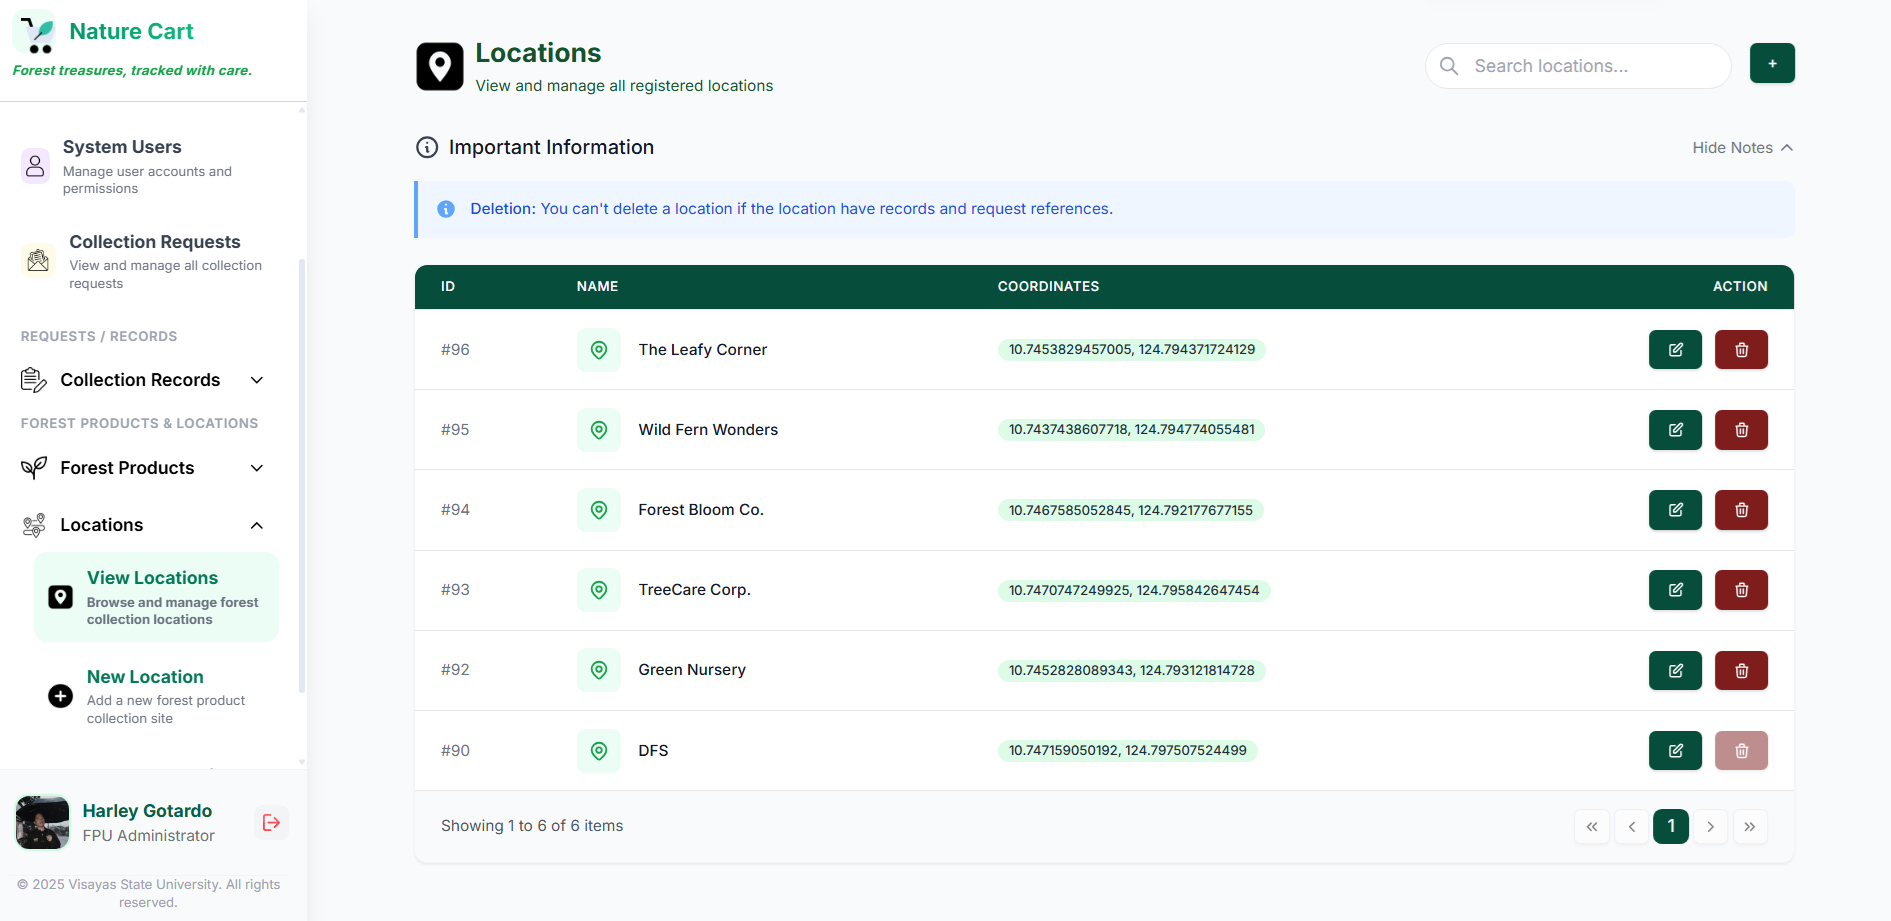 Nature Cart
Forest treasures, tracked with care.
System Users
Manage user accounts and
permissions
Collection Requests
View and manage all collection
requests
REQUESTS / RECORDS
Collection Records
FOREST PRODUCTS & LOCATIONS
Forest Products
Locations
View Locations
Browse and manage forest
collection locations
New Location
Add a new forest product
collection site
Harley Gotardo
FPU Administrator
© 2025 Visayas State University. All rights
reserved.
Locations
View and manage all registered locations
Search locations...
+
Important Information
Hide Notes
Deletion: You can't delete a location if the location have records and request references.
ID NAME COORDINATES ACTION
#96 The Leafy Corner 10.7453829457005, 124.794371724129
#95 Wild Fern Wonders 10.7437438607718, 124.794774055481
#94 Forest Bloom Co. 10.7467585052845, 124.792177677155
#93 TreeCare Corp. 10.7470747249925, 124.795842647454
#92 Green Nursery 10.7452828089343, 124.793121814728
#90 DFS 10.747159050192, 124.797507524499
Showing 1 to 6 of 6 items
« ‹ 1 › »